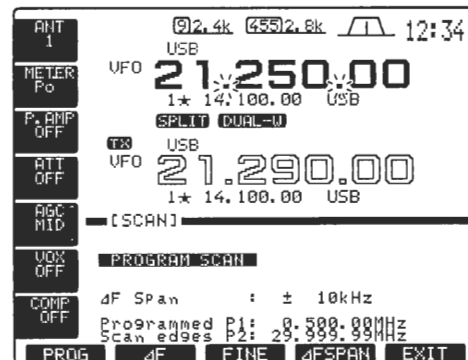 ANT
1
9 2.4k 455 2.8k 12:34
USB
METER
Po
VFO 21.250.00
1★ 14.100.00 USB
P.AMP
OFF
SPLIT DUAL-W
TX USB
VFO 21.290.00
1★ 14.100.00 USB
ATT
OFF
AGC
MID
[SCAN]
VOX
OFF
PROGRAM SCAN
COMP
OFF
⊿F SPan : ± 10kHz
Programmed P1: 0.500.00MHz
Scan edges P2: 29.999.99MHz
PROG ⊿F FINE ⊿FSPAN EXIT